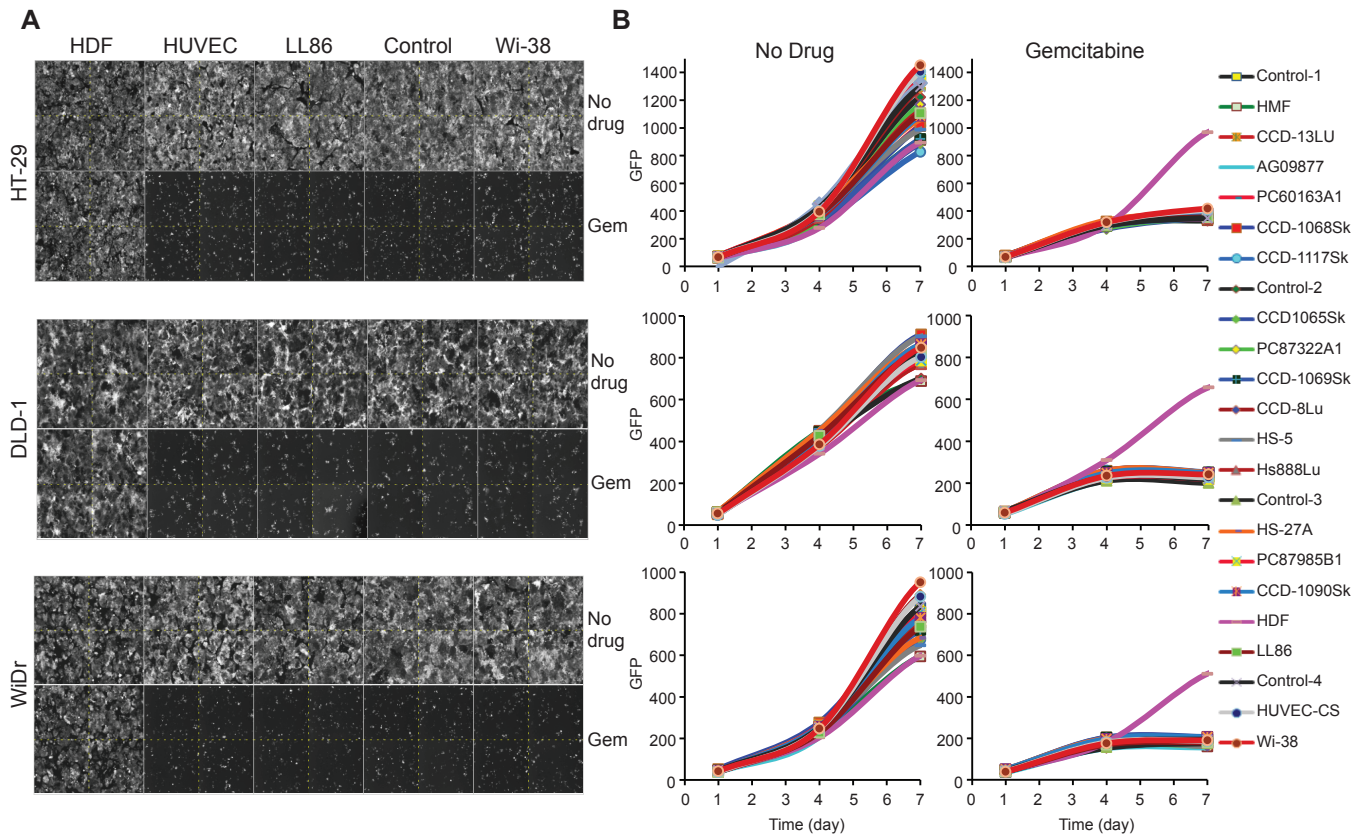 A
HDF HUVEC LL86 Control Wi-38
HT-29
No
drug
Gem
DLD-1
No
drug
Gem
WiDr
No
drug
Gem
B
No Drug Gemcitabine
GFP
1400
1200
1000
800
600
400
200
0
0 1 2 3 4 5 6 7
1400
1200
1000
800
600
400
200
0
0 1 2 3 4 5 6 7
GFP
1000
800
600
400
200
0
0 1 2 3 4 5 6 7
1000
800
600
400
200
0
0 1 2 3 4 5 6 7
GFP
1000
800
600
400
200
0
0 1 2 3 4 5 6 7
Time (day)
1000
800
600
400
200
0
0 1 2 3 4 5 6 7
Time (day)
Control-1
HMF
CCD-13LU
AG09877
PC60163A1
CCD-1068Sk
CCD-1117Sk
Control-2
CCD1065Sk
PC87322A1
CCD-1069Sk
CCD-8Lu
HS-5
Hs888Lu
Control-3
HS-27A
PC87985B1
CCD-1090Sk
HDF
LL86
Control-4
HUVEC-CS
Wi-38